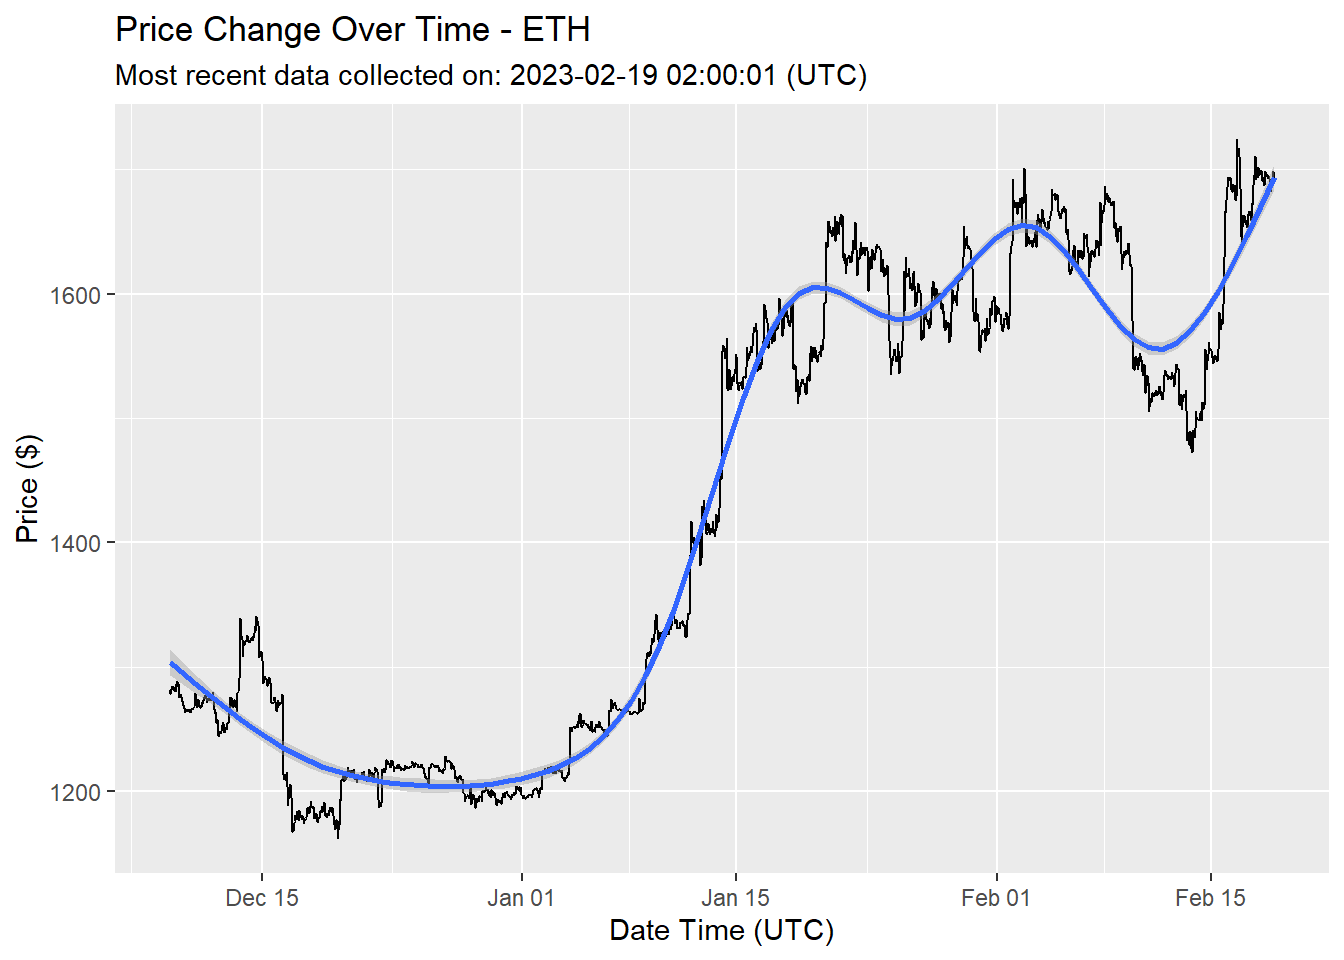 Price Change Over Time - ETH
Most recent data collected on: 2023-02-19 02:00:01 (UTC)
Price ($)
1600
1400
1200
Dec 15
Jan 01
Jan 15
Feb 01
Feb 15
Date Time (UTC)